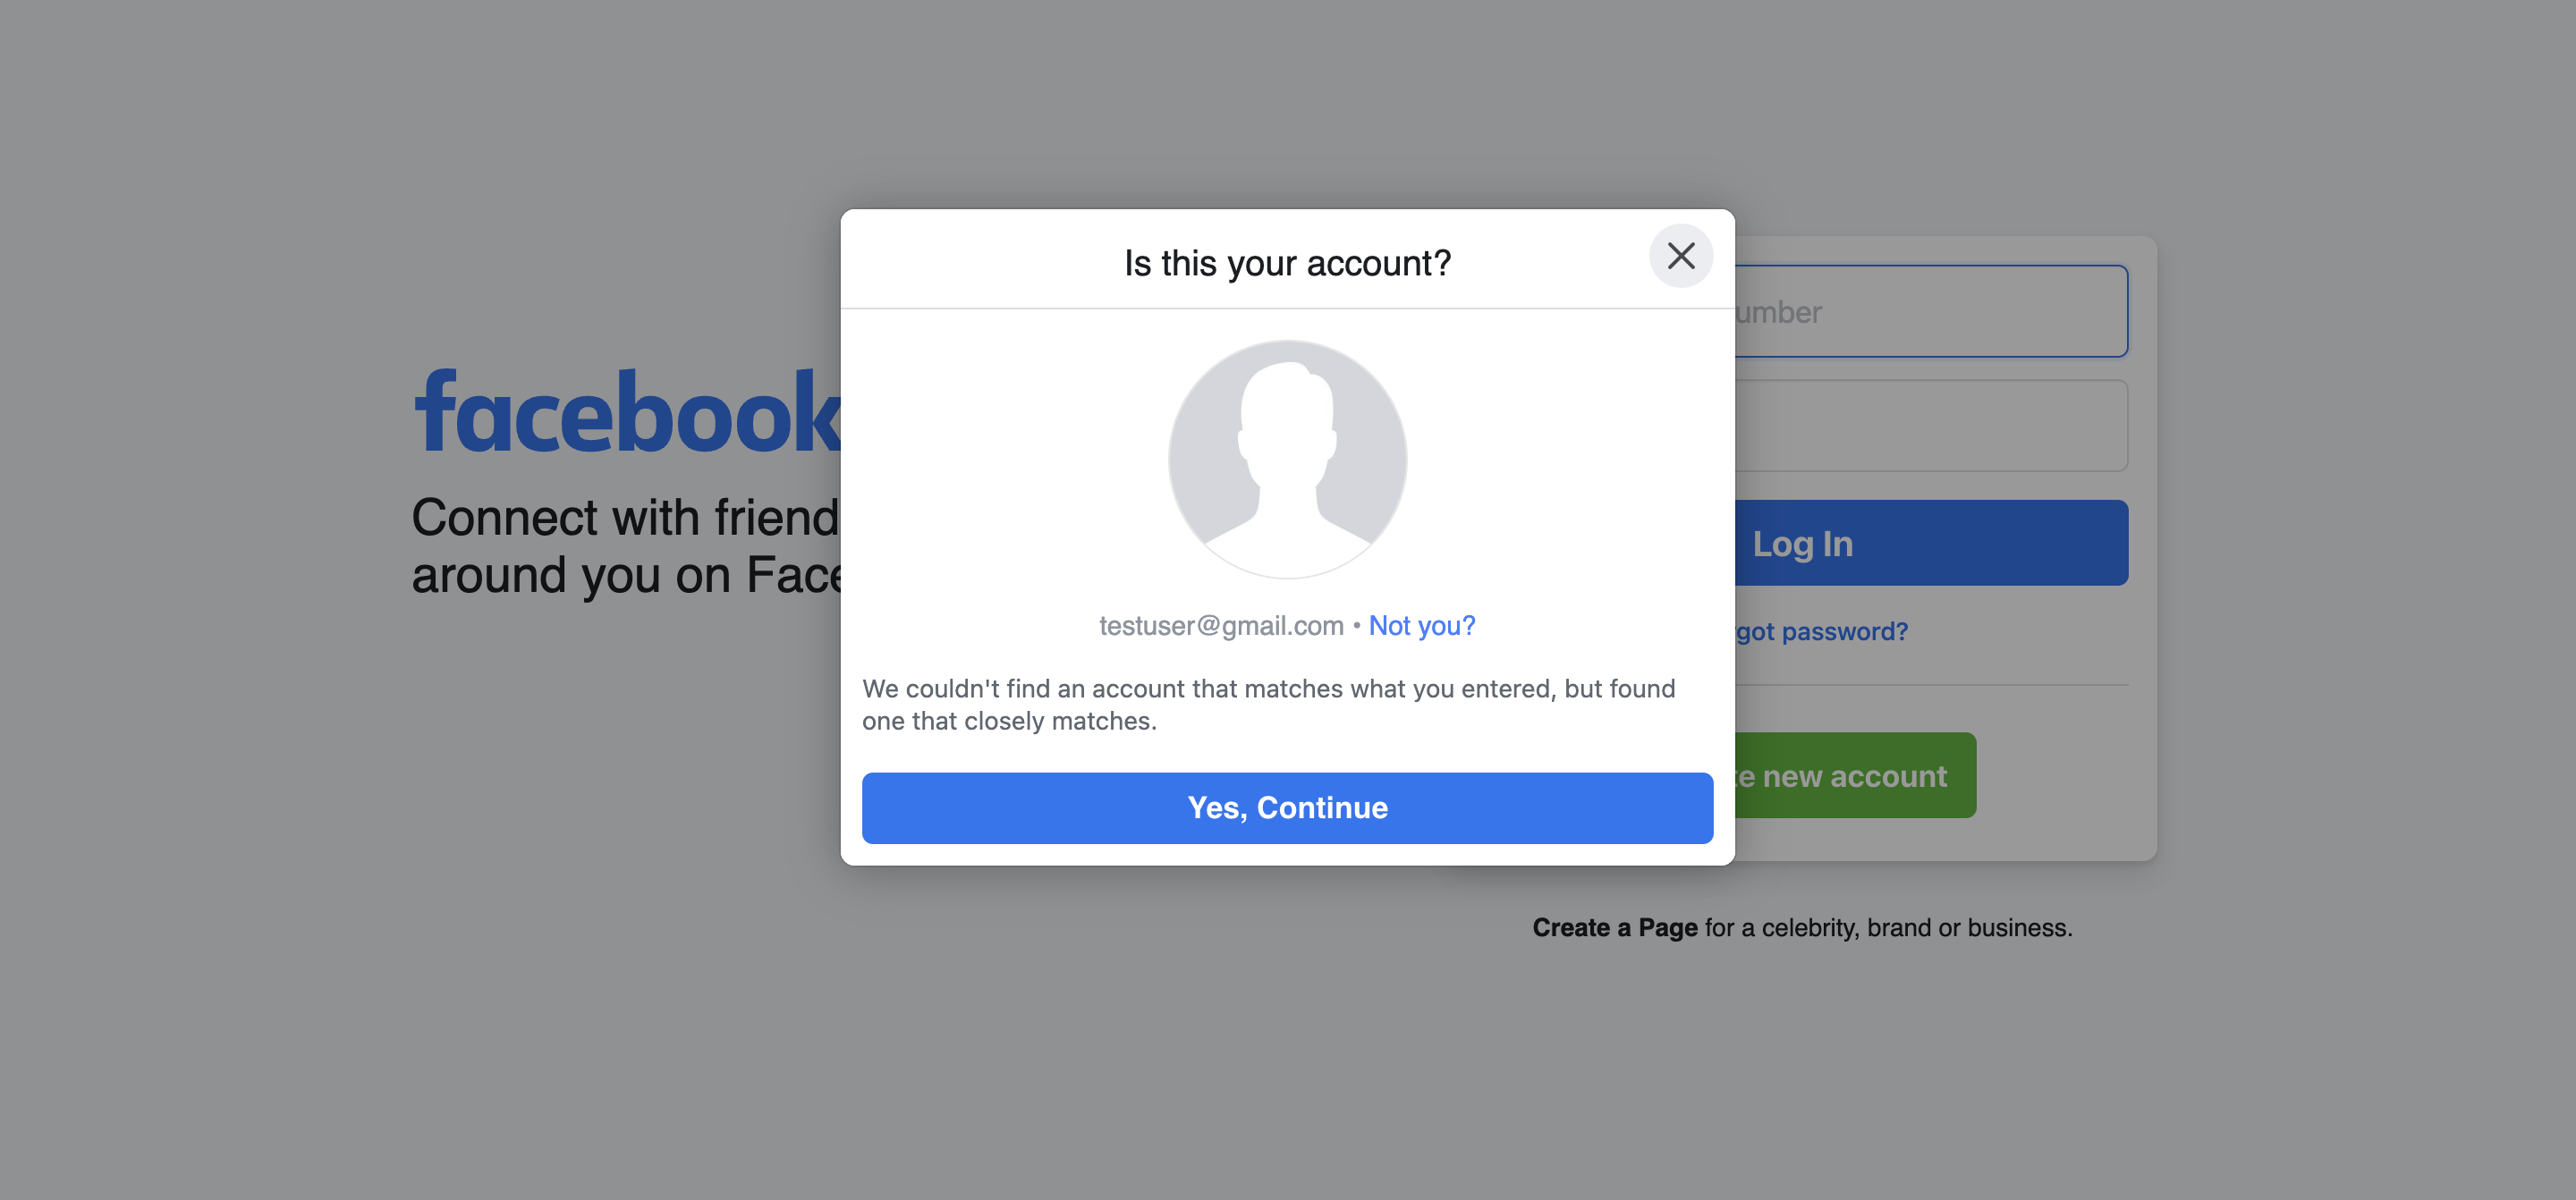 Is this your account?
umber
facebook
Connect with friend
around you on Face
Log In
testuser@gmail.com • Not you?
got password?
We couldn't find an account that matches what you entered, but found
one that closely matches.
te new account
Yes, Continue
Create a Page for a celebrity, brand or business.